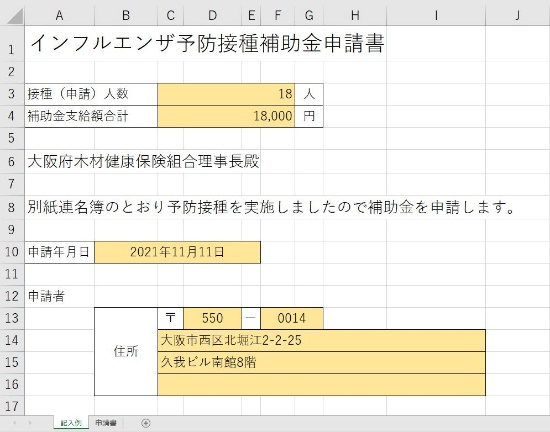 A B C D E F G H I J
1 インフルエンザ予防接種補助金申請書
2
3 接種（申請）人数 18 人
4 補助金支給額合計 18,000 円
5
6 大阪府木材健康保険組合理事長殿
7
8 別紙連名簿のとおり予防接種を実施しましたので補助金を申請します。
9
10 申請年月日 2021年11月11日
11
12 申請者
13 〒 550 ー 0014
14 大阪市西区北堀江2-2-25
15 住所 久我ビル南館8階
16
17
記入例 申請書